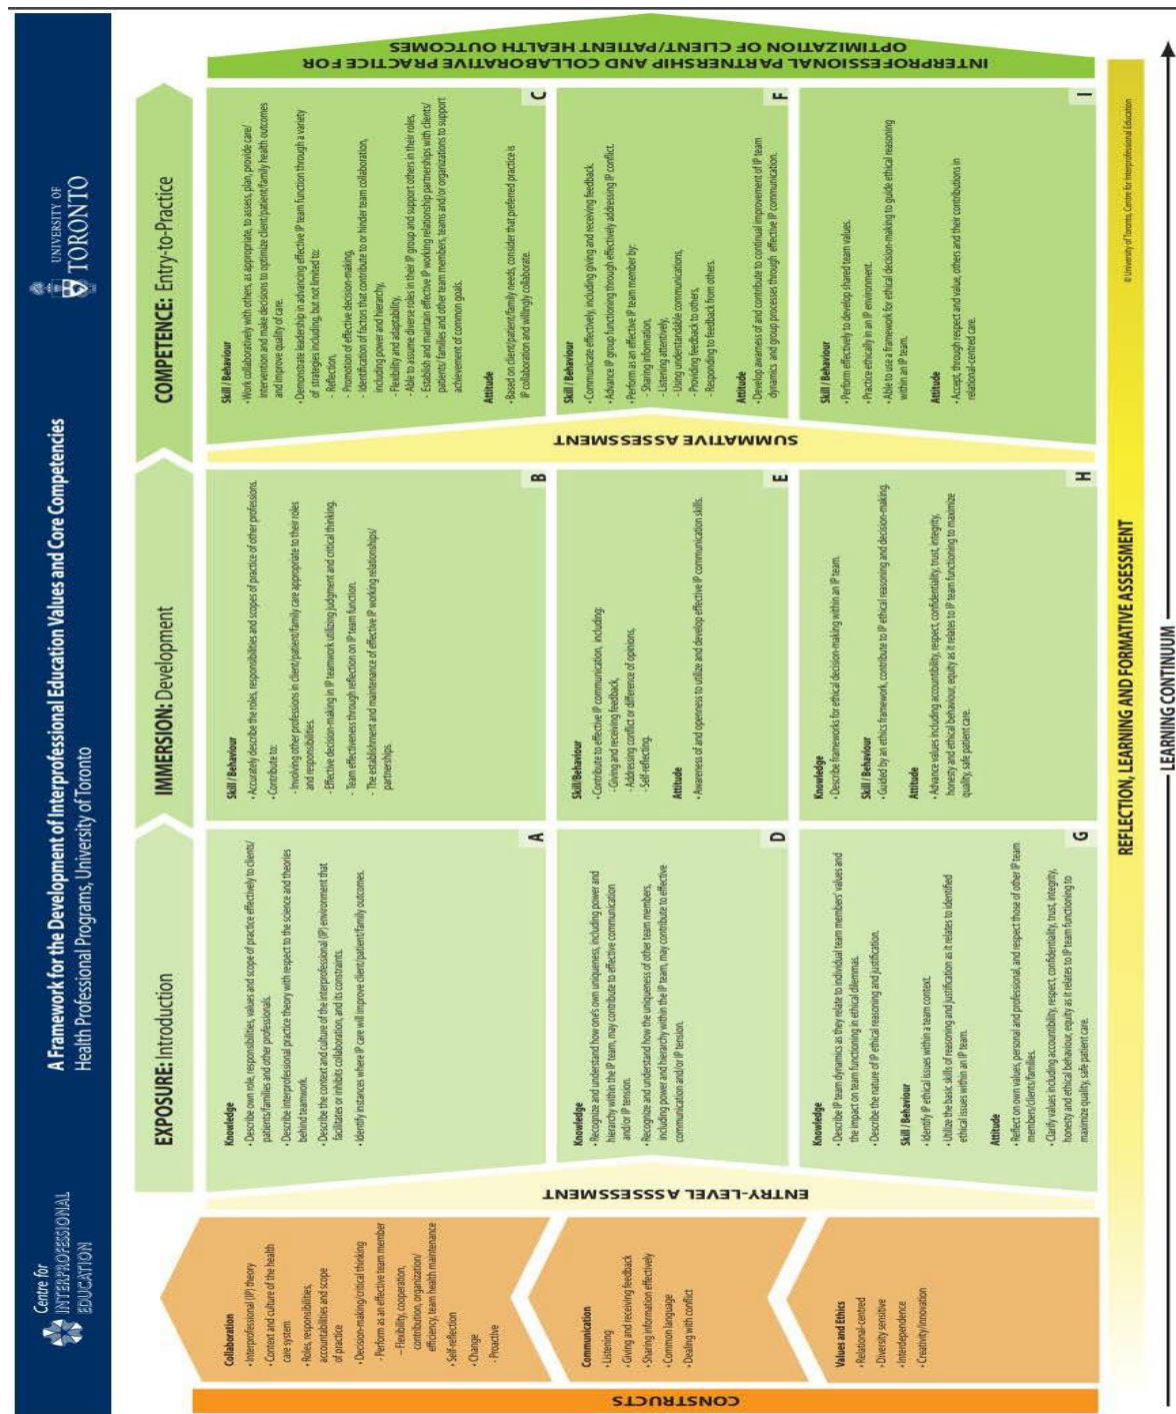 Centre for
INTERPROFESSIONAL
EDUCATION
A Framework for the Development of Interprofessional Education Values and Core Competencies
Health Professional Programs, University of Toronto
UNIVERSITY OF
TORONTO
CONSTRUCTS
Collaboration
• Interprofessional (IP) theory
• Context and culture of the health
care system
• Roles, responsibilities,
accountabilities and scope
of practice
• Decision-making/critical thinking
- Perform as an effective team member
– Flexibility, cooperation,
contribution, organization/
efficiency, team health maintenance
• Self-reflection
• Change
- Proactive
Communication
• Listening
• Giving and receiving feedback
• Sharing information effectively
• Common language
• Dealing with conflict
Values and Ethics
• Relational-centred
• Diversity sensitive
• Interdependence
• Creativity/Innovation
ENTRY-LEVEL ASSSESSMENT
EXPOSURE: Introduction
Knowledge
• Describe own role, responsibilities, values and scope of practice effectively to clients/
patients/families and other professionals.
• Describe interprofessional practice theory with respect to the science and theories
behind teamwork.
• Describe the context and culture of the interprofessional (IP) environment that
facilitates or inhibits collaboration, and its constraints.
• Identify instances where IP care will improve client/patient/family outcomes.
A
Knowledge
• Recognize and understand how one's own uniqueness, including power and
hierarchy within the IP team, may contribute to effective communication
and/or IP tension.
• Recognize and understand how the uniqueness of other team members,
including power and hierarchy within the IP team, may contribute to effective
communication and/or IP tension.
D
Knowledge
• Describe IP team dynamics as they relate to individual team members' values and
the impact on team functioning in ethical dilemmas.
• Describe the nature of IP ethical reasoning and justification.
Skill / Behaviour
• Identify IP ethical issues within a team context.
• Utilize the basic skills of reasoning and justification as it relates to identified
ethical issues within an IP team.
Attitude
• Reflect on own values, personal and professional, and respect those of other IP team
members/clients/families.
• Clarify values including accountibility, respect, confidentiality, trust, integrity,
honesty and ethical behaviour, equity as it relates to IP team functioning to
maximize quality, safe patient care.
G
IMMERSION: Development
Skill / Behaviour
• Accurately describe the roles, responsibilities and scopes of practice of other professions.
• Contribute to:
- Involving other professions in client/patient/family care appropriate to their roles
and responsibilities.
- Effective decision-making in IP teamwork utilizing judgment and critical thinking.
- Team effectiveness through reflection on IP team function.
- The establishment and maintenance of effective IP working relationships/
partnerships.
B
Skill/Behaviour
• Contribute to effective IP communication, including:
- Giving and receiving feedback,
- Addressing conflict or difference of opinions,
- Self-reflecting.
Attitude
• Awareness of and openness to utilize and develop effective IP communication skills.
E
Knowledge
• Describe frameworks for ethical decision-making within an IP team.
Skill / Behaviour
• Guided by an ethics framework, contribute to IP ethical reasoning and decision-making.
Attitude
• Advance values including accountibility, respect, confidentiality, trust, integrity,
honesty and ethical behaviour, equity as it relates to IP team functioning to maximize
quality, safe patient care.
H
SUMMATIVE ASSESSMENT
COMPETENCE: Entry-to-Practice
Skill / Behaviour
• Work collaboratively with others, as appropriate, to assess, plan, provide care/
intervention and make decisions to optimize client/patient/family health outcomes
and improve quality of care.
• Demonstrate leadership in advancing effective IP team function through a variety
of strategies including, but not limited to:
- Reflection,
- Promotion of effective decision-making,
- Identification of factors that contribute to or hinder team collaboration,
including power and hierarchy,
- Flexibility and adaptability,
- Able to assume diverse roles in their IP group and support others in their roles,
- Establish and maintain effective IP working relationship partnerships with clients/
patients/ families and other team members, teams and/or organizations to support
achievement of common goals.
Attitude
• Based on client/patient/family needs, consider that preferred practice is
IP collaboration and willingly collaborate.
C
Skill / Behaviour
• Communicate effectively, including giving and receiving feedback.
• Advance IP group functioning through effectively addressing IP conflict.
• Perform as an effective IP team member by:
- Sharing information,
- Listening attentively,
- Using understandable communications,
- Providing feedback to others,
- Responding to feedback from others.
Attitude
• Develop awarness of and contribute to continual improvement of IP team
dynamics and group processes through effective IP communication.
F
Skill / Behaviour
• Perform effectively to develop shared team values.
• Practice ethically in an IP environment.
• Able to use a framework for ethical decision-making to guide ethical reasoning
within an IP team.
Attitude
• Accept, through respect and value, others and their contributions in
relational-centred care.
I
INTERPROFESSIONAL PARTNERSHIP AND COLLABORATIVE PRACTICE FOR
OPTIMIZATION OF CLIENT/PATIENT HEALTH OUTCOMES
REFLECTION, LEARNING AND FORMATIVE ASSESSMENT
© University of Toronto, Centre for Interprofessional Education
LEARNING CONTINUUM